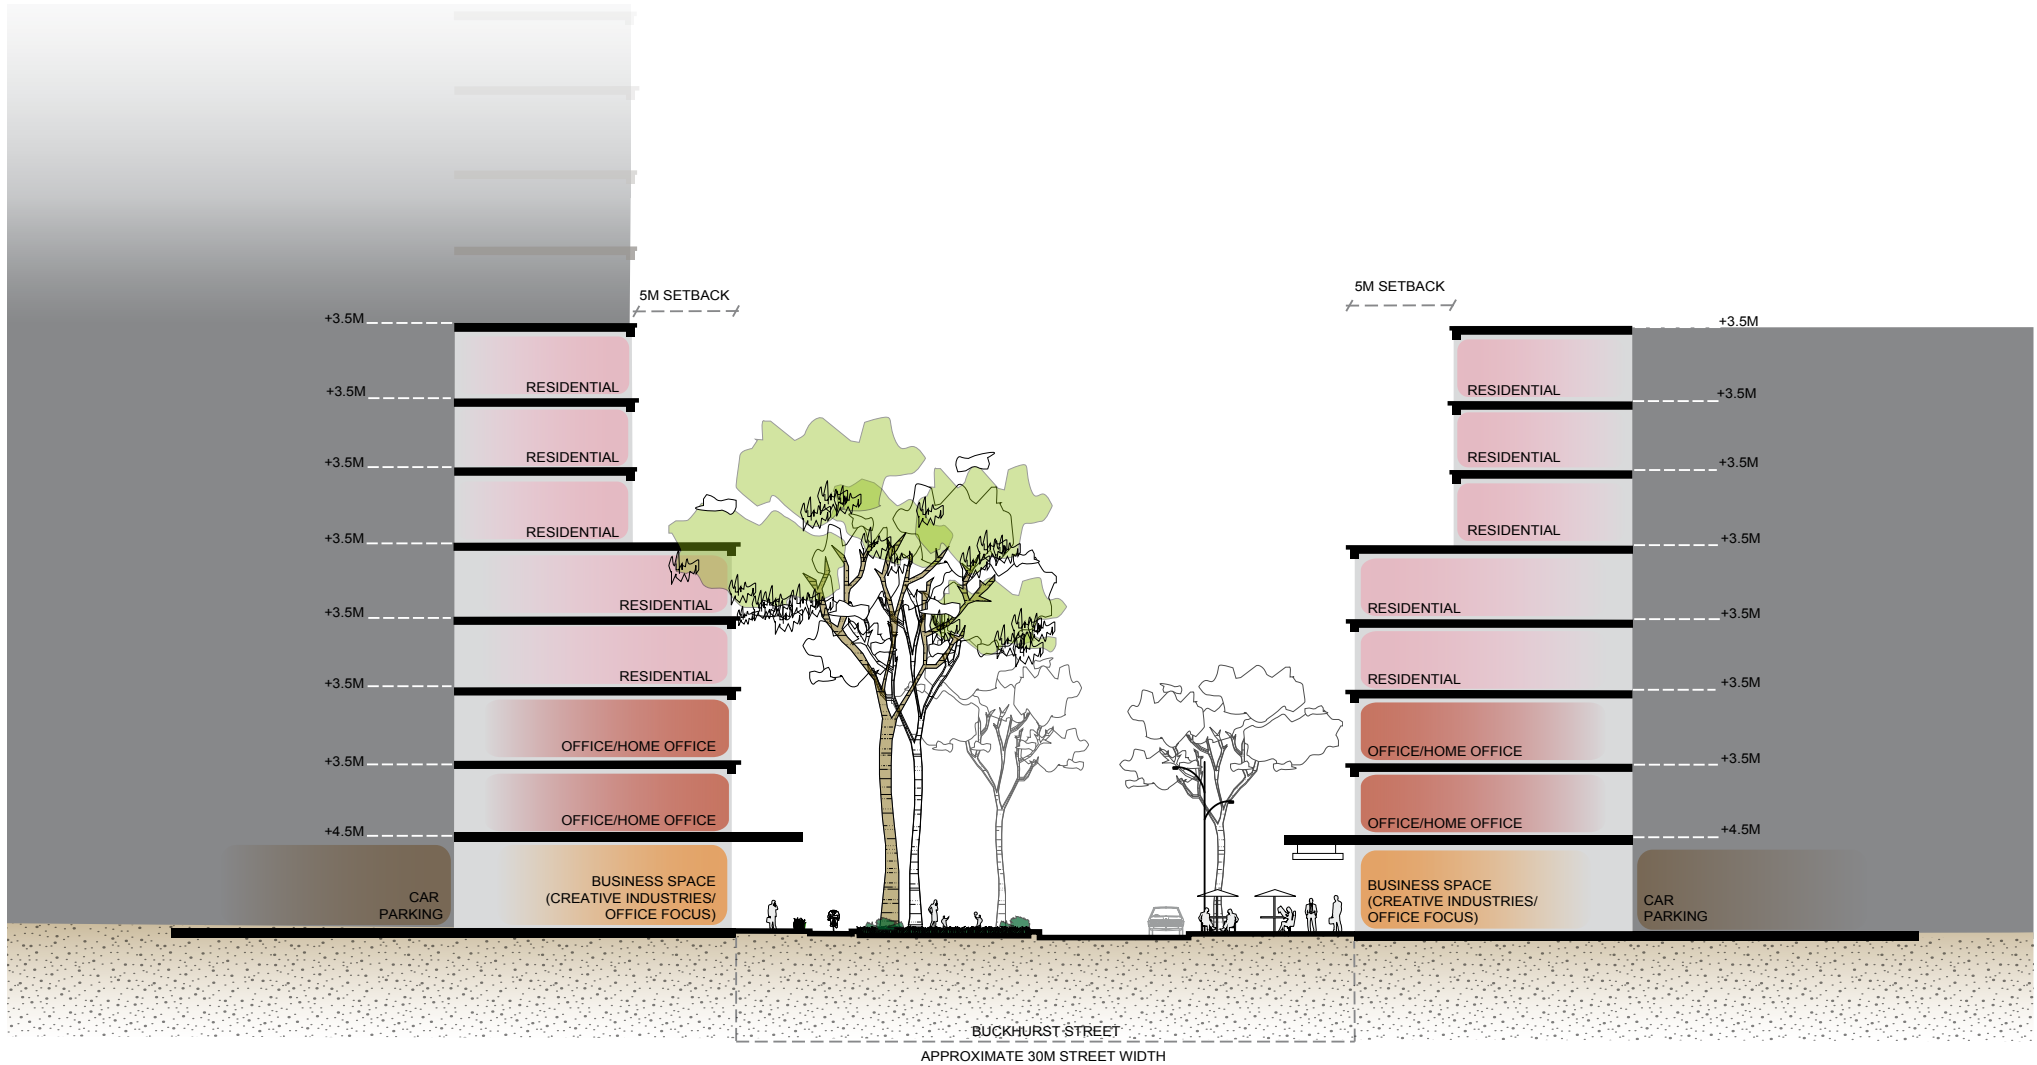 5M SETBACK
+3.5M
RESIDENTIAL
+3.5M
RESIDENTIAL
+3.5M
RESIDENTIAL
+3.5M
RESIDENTIAL
+3.5M
RESIDENTIAL
+3.5M
OFFICE/HOME OFFICE
+3.5M
OFFICE/HOME OFFICE
+4.5M
CAR
PARKING
BUSINESS SPACE
(CREATIVE INDUSTRIES/
OFFICE FOCUS)
5M SETBACK
+3.5M
RESIDENTIAL
+3.5M
RESIDENTIAL
+3.5M
RESIDENTIAL
+3.5M
RESIDENTIAL
+3.5M
RESIDENTIAL
+3.5M
OFFICE/HOME OFFICE
+3.5M
OFFICE/HOME OFFICE
+4.5M
BUSINESS SPACE
(CREATIVE INDUSTRIES/
OFFICE FOCUS)
CAR
PARKING
BUCKHURST STREET
APPROXIMATE 30M STREET WIDTH